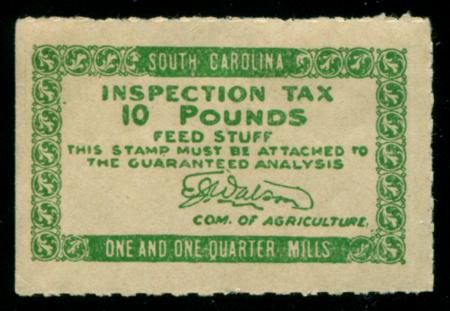 SOUTH CAROLINA
INSPECTION TAX
10 POUNDS
FEED STUFF
THIS STAMP MUST BE ATTACHED TO
THE GUARANTEED ANALYSIS
E J Watson
COM. OF AGRICULTURE,
ONE AND ONE-QUARTER MILLS